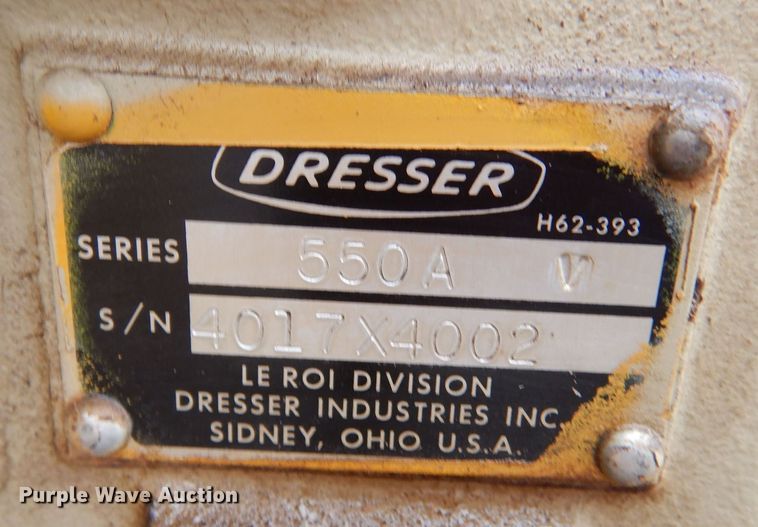 DRESSER
H62-393
SERIES 550A
S/N 4017X4002
LE ROI DIVISION
DRESSER INDUSTRIES INC.
SIDNEY, OHIO U.S.A.
Purple Wave Auction